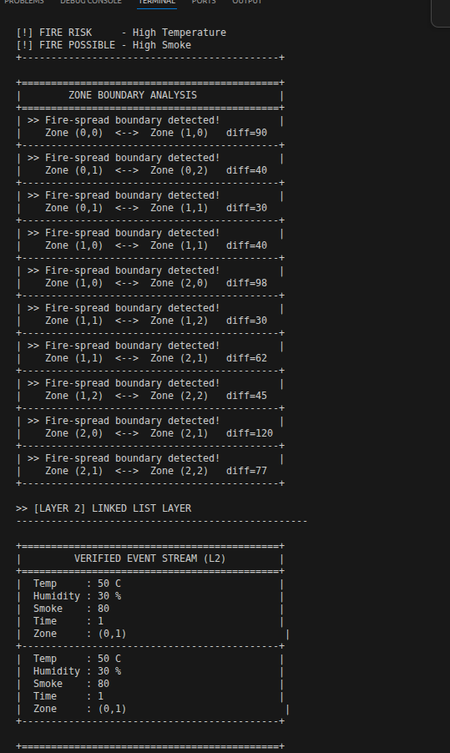 PROBLEMS DEBUG CONSOLE TERMINAL PORTS OUTPUT
[!] FIRE RISK     - High Temperature
[!] FIRE POSSIBLE - High Smoke
+------------------------------------------+
+==========================================+
|        ZONE BOUNDARY ANALYSIS             |
+==========================================+
| >> Fire-spread boundary detected!         |
|    Zone (0,0)  <-->  Zone (1,0)   diff=90
+------------------------------------------+
| >> Fire-spread boundary detected!         |
|    Zone (0,1)  <-->  Zone (0,2)   diff=40
+------------------------------------------+
| >> Fire-spread boundary detected!         |
|    Zone (0,1)  <-->  Zone (1,1)   diff=30
+------------------------------------------+
| >> Fire-spread boundary detected!         |
|    Zone (1,0)  <-->  Zone (1,1)   diff=40
+------------------------------------------+
| >> Fire-spread boundary detected!         |
|    Zone (1,0)  <-->  Zone (2,0)   diff=98
+------------------------------------------+
| >> Fire-spread boundary detected!         |
|    Zone (1,1)  <-->  Zone (1,2)   diff=30
+------------------------------------------+
| >> Fire-spread boundary detected!         |
|    Zone (1,1)  <-->  Zone (2,1)   diff=62
+------------------------------------------+
| >> Fire-spread boundary detected!         |
|    Zone (1,2)  <-->  Zone (2,2)   diff=45
+------------------------------------------+
| >> Fire-spread boundary detected!         |
|    Zone (2,0)  <-->  Zone (2,1)   diff=120
+------------------------------------------+
| >> Fire-spread boundary detected!         |
|    Zone (2,1)  <-->  Zone (2,2)   diff=77
+------------------------------------------+
>> [LAYER 2] LINKED LIST LAYER
------------------------------------------------
+==========================================+
|         VERIFIED EVENT STREAM (L2)        |
+==========================================+
|  Temp     : 50 C                          |
|  Humidity : 30 %                          |
|  Smoke    : 80                            |
|  Time     : 1                             |
|  Zone     : (0,1)                          |
+------------------------------------------+
|  Temp     : 50 C                          |
|  Humidity : 30 %                          |
|  Smoke    : 80                            |
|  Time     : 1                             |
|  Zone     : (0,1)                          |
+------------------------------------------+
+==========================================+